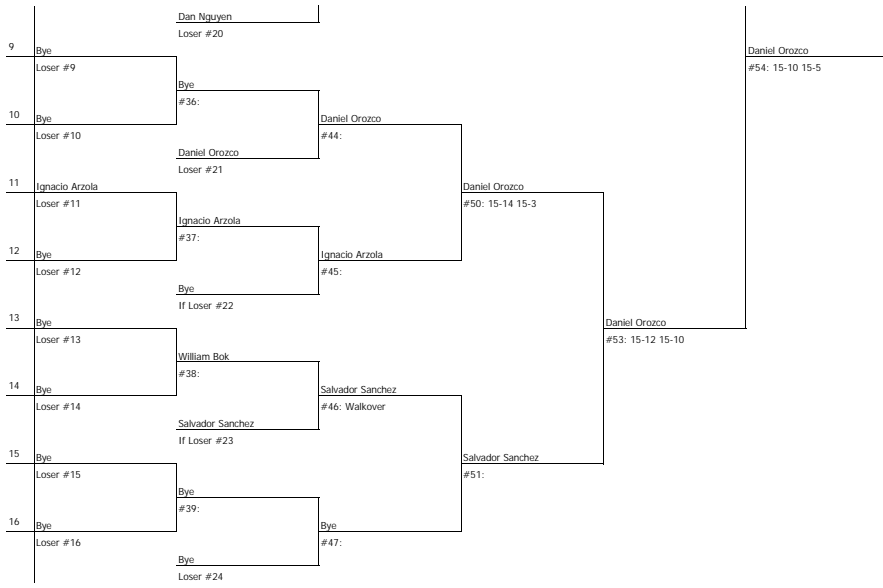 Dan Nguyen
Loser #20
9
Bye
Loser #9
Daniel Orozco
#54: 15-10 15-5
Bye
#36:
10
Bye
Loser #10
Daniel Orozco
#44:
Daniel Orozco
Loser #21
11
Ignacio Arzola
Loser #11
Daniel Orozco
#50: 15-14 15-3
Ignacio Arzola
#37:
12
Bye
Loser #12
Ignacio Arzola
#45:
Bye
If Loser #22
13
Bye
Loser #13
Daniel Orozco
#53: 15-12 15-10
William Bok
#38:
14
Bye
Loser #14
Salvador Sanchez
#46: Walkover
Salvador Sanchez
If Loser #23
15
Bye
Loser #15
Salvador Sanchez
#51:
Bye
#39:
16
Bye
Loser #16
Bye
#47:
Bye
Loser #24